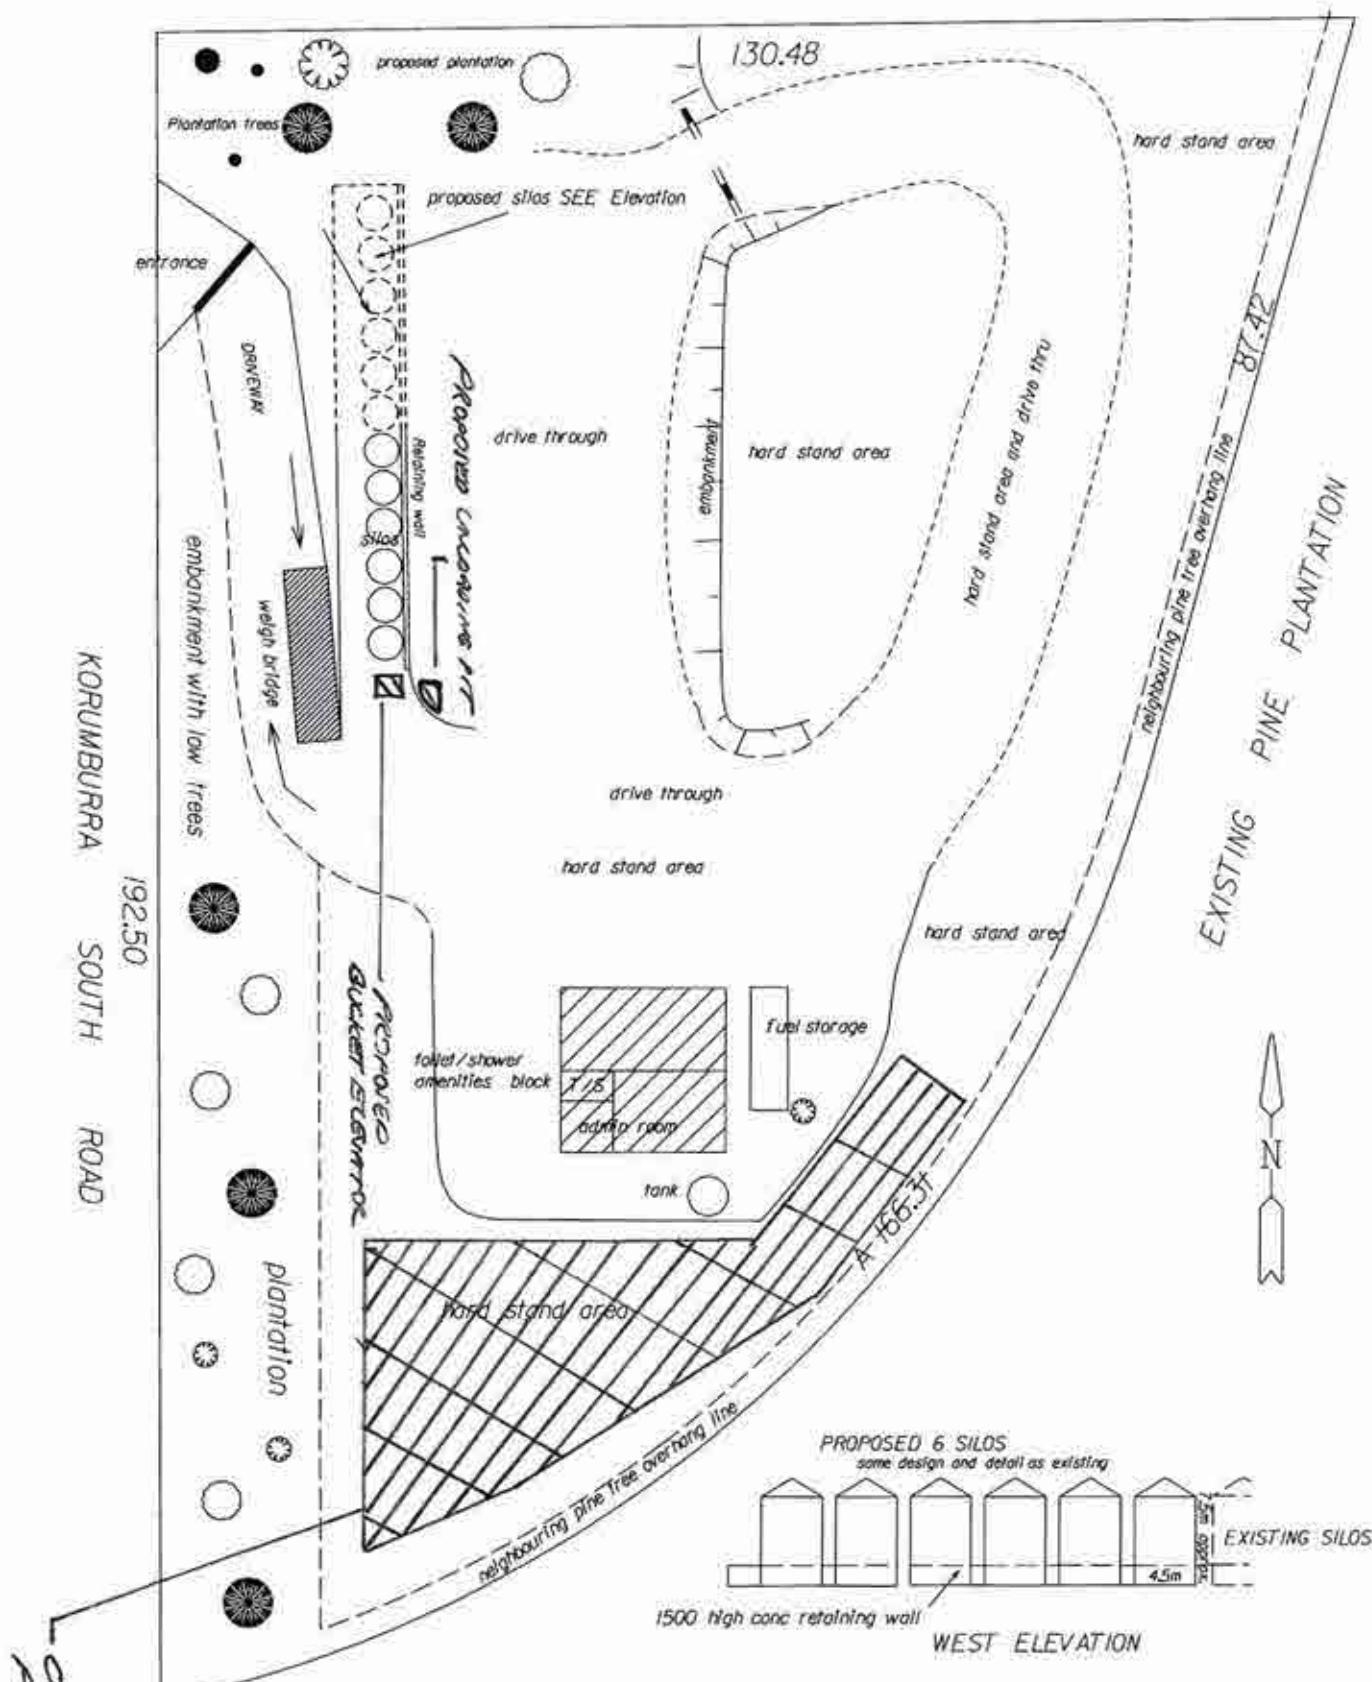 130.48
proposed plantation
Plantation trees
hard stand area
proposed silos SEE Elevation
entrance
87.42
DRIVEWAY
PROPOSED UNLOADING PIT
drive through
Retaining wall
embankment
hard stand area
hard stand area and drive thru
neighbouring pine tree overhang line
EXISTING PINE PLANTATION
silos
embankment with low trees
weigh bridge
KORUMBURRA SOUTH ROAD
192.50
drive through
hard stand area
hard stand area
PROPOSED
BUCKET ELEVATOR
fuel storage
toilet/shower
amenities block
T/S
admin room
tank
N
A 166.31
plantation
hard stand area
neighbouring pine tree overhang line
PROPOSED 6 SILOS
same design and detail as existing
EXISTING SILOS
4.5m
1500 high conc retaining wall
WEST ELEVATION